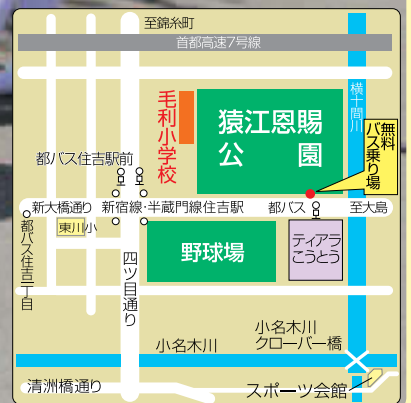 至錦糸町
首都高速7号線
横十間川
毛利小学校
猿江恩賜
公園
無料
バス乗り場
都バス住吉駅前
新大橋通り
新宿線・半蔵門線住吉駅
都バス
至大島
東川小
都バス住吉一丁目
四ツ目通り
野球場
ティアラ
こうとう
小名木川
小名木川
クローバー橋
清洲橋通り
スポーツ会館